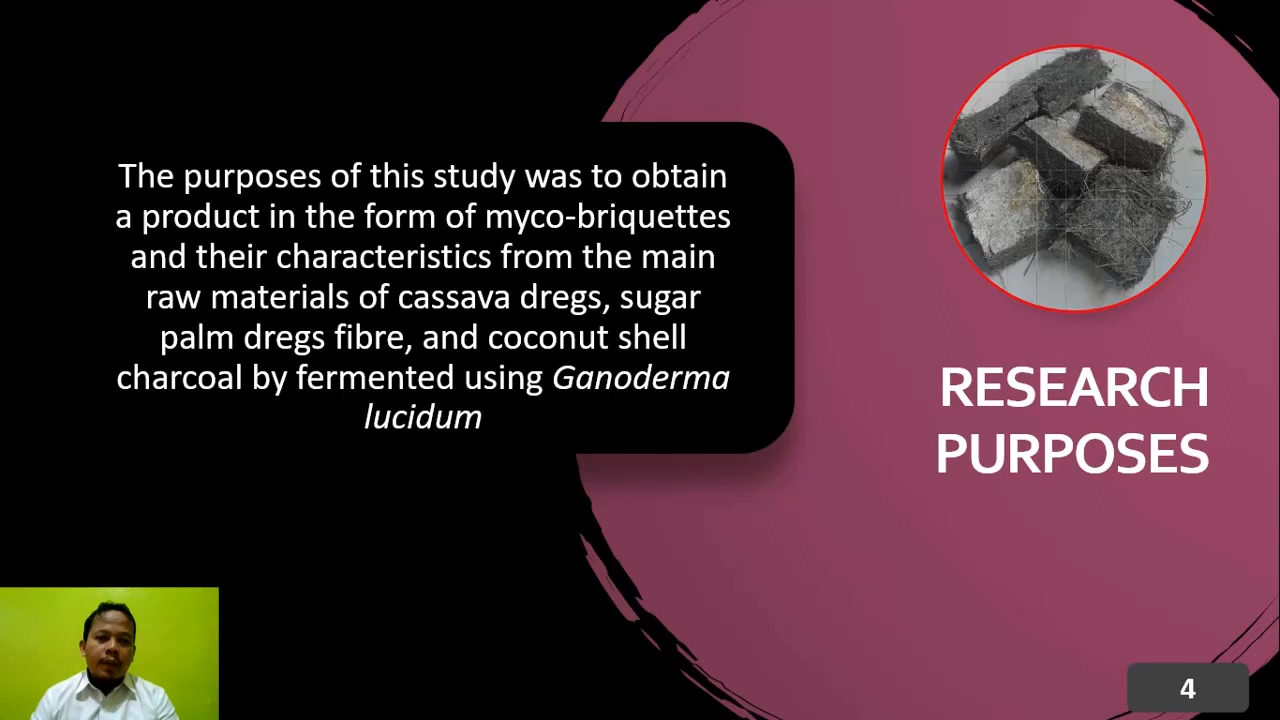 The purposes of this study was to obtain
a product in the form of myco-briquettes
and their characteristics from the main
raw materials of cassava dregs, sugar
palm dregs fibre, and coconut shell
charcoal by fermented using Ganoderma
lucidum
RESEARCH
PURPOSES
4